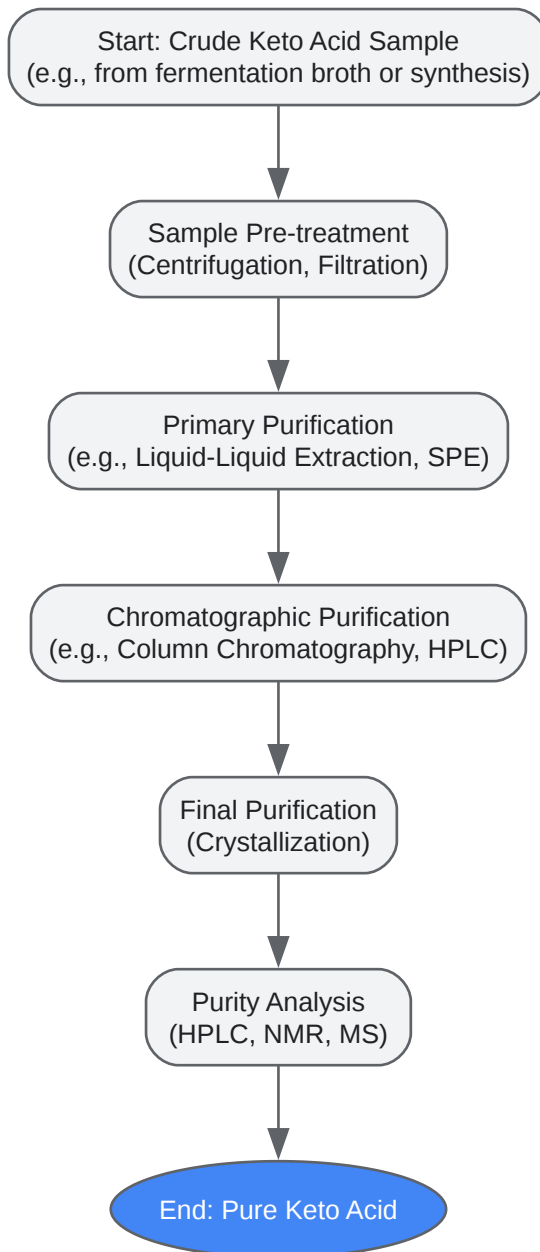 Start: Crude Keto Acid Sample
(e.g., from fermentation broth or synthesis)
Sample Pre-treatment
(Centrifugation, Filtration)
Primary Purification
(e.g., Liquid-Liquid Extraction, SPE)
Chromatographic Purification
(e.g., Column Chromatography, HPLC)
Final Purification
(Crystallization)
Purity Analysis
(HPLC, NMR, MS)
End: Pure Keto Acid